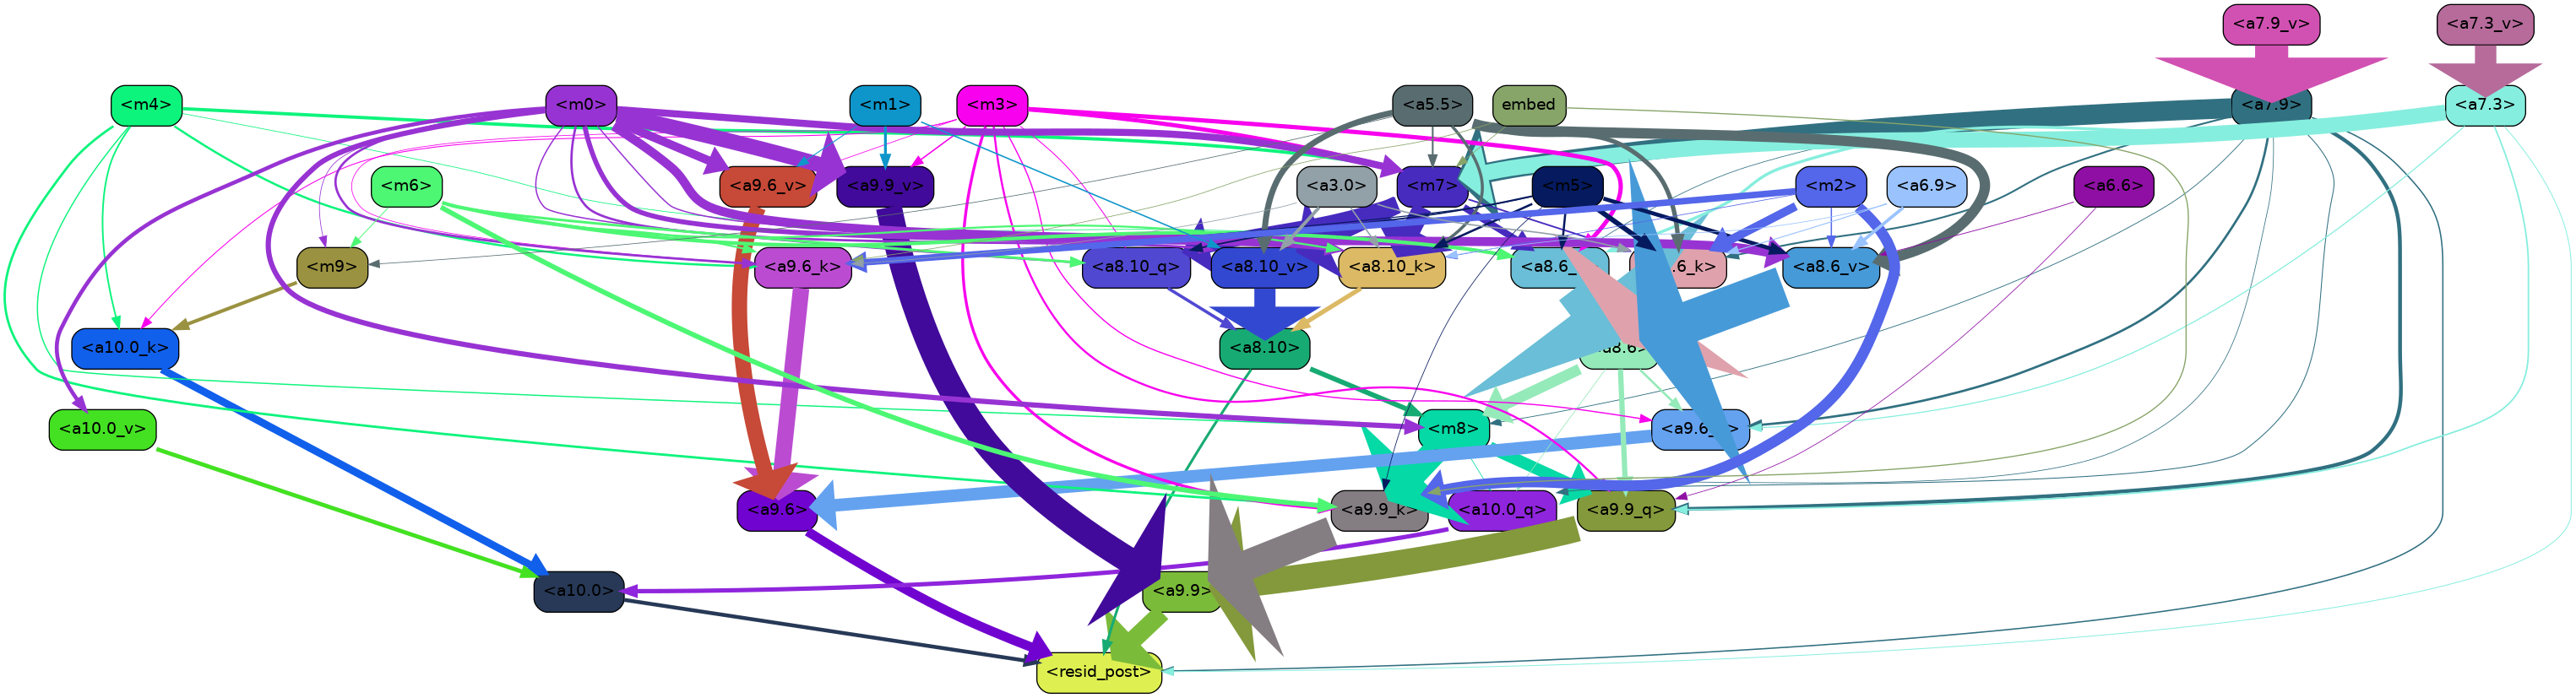 <a7.9_v> <a7.3_v>
<m4> <m0> <m1> <m3> <a5.5> embed <a7.9> <a7.3>
<m6> <a9.6_v> <a9.9_v> <a3.0> <m7> <m5> <m2> <a6.9> <a6.6>
<m9> <a9.6_k> <a8.10_q> <a8.10_v> <a8.10_k> <a8.6_ 6_k> <a8.6_v>
<a10.0_k> <a8.10> <a8.6>
<a10.0_v> <m8> <a9.6_
<a9.6> <a9.9_k> <a10.0_q> <a9.9_q>
<a10.0> <a9.9>
<resid_post>